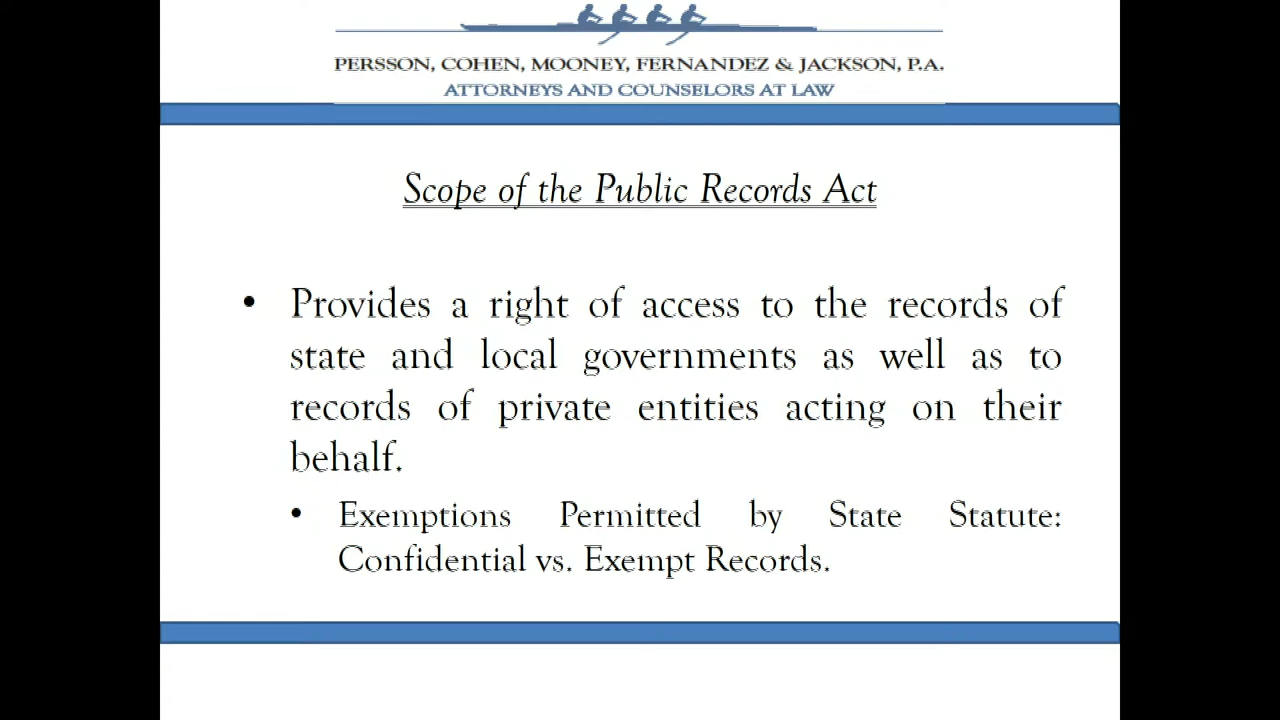 PERSSON, COHEN, MOONEY, FERNANDEZ & JACKSON, P.A.
ATTORNEYS AND COUNSELORS AT LAW
Scope of the Public Records Act
• Provides a right of access to the records of
state and local governments as well as to
records of private entities acting on their
behalf.
• Exemptions Permitted by State Statute:
Confidential vs. Exempt Records.